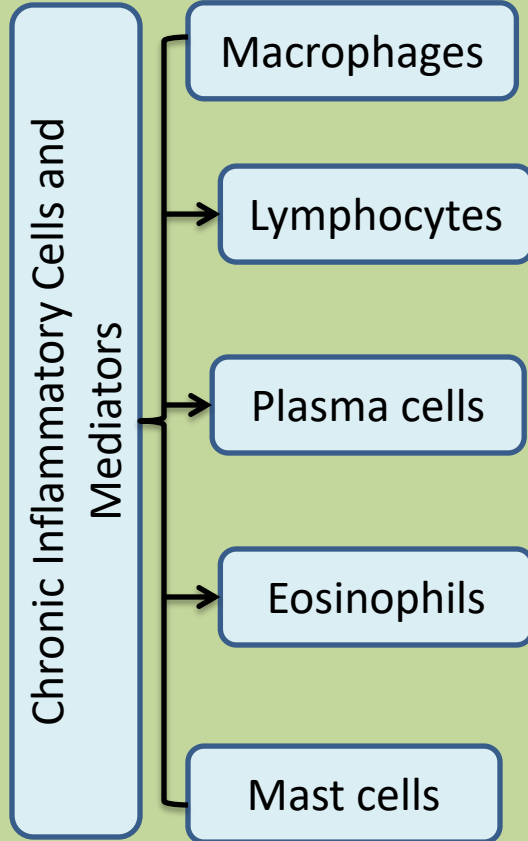 Chronic Inflammatory Cells and
Mediators
Macrophages
Lymphocytes
Plasma cells
Eosinophils
Mast cells